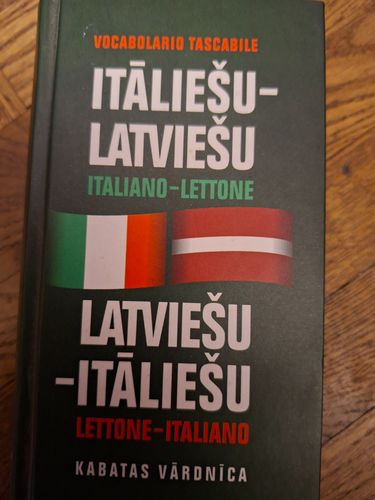 VOCABOLARIO TASCABILE
ITĀLIEŠU-
LATVIEŠU
ITALIANO-LETTONE
LATVIEŠU
-ITĀLIEŠU
LETTONE-ITALIANO
KABATAS VĀRDNĪCA